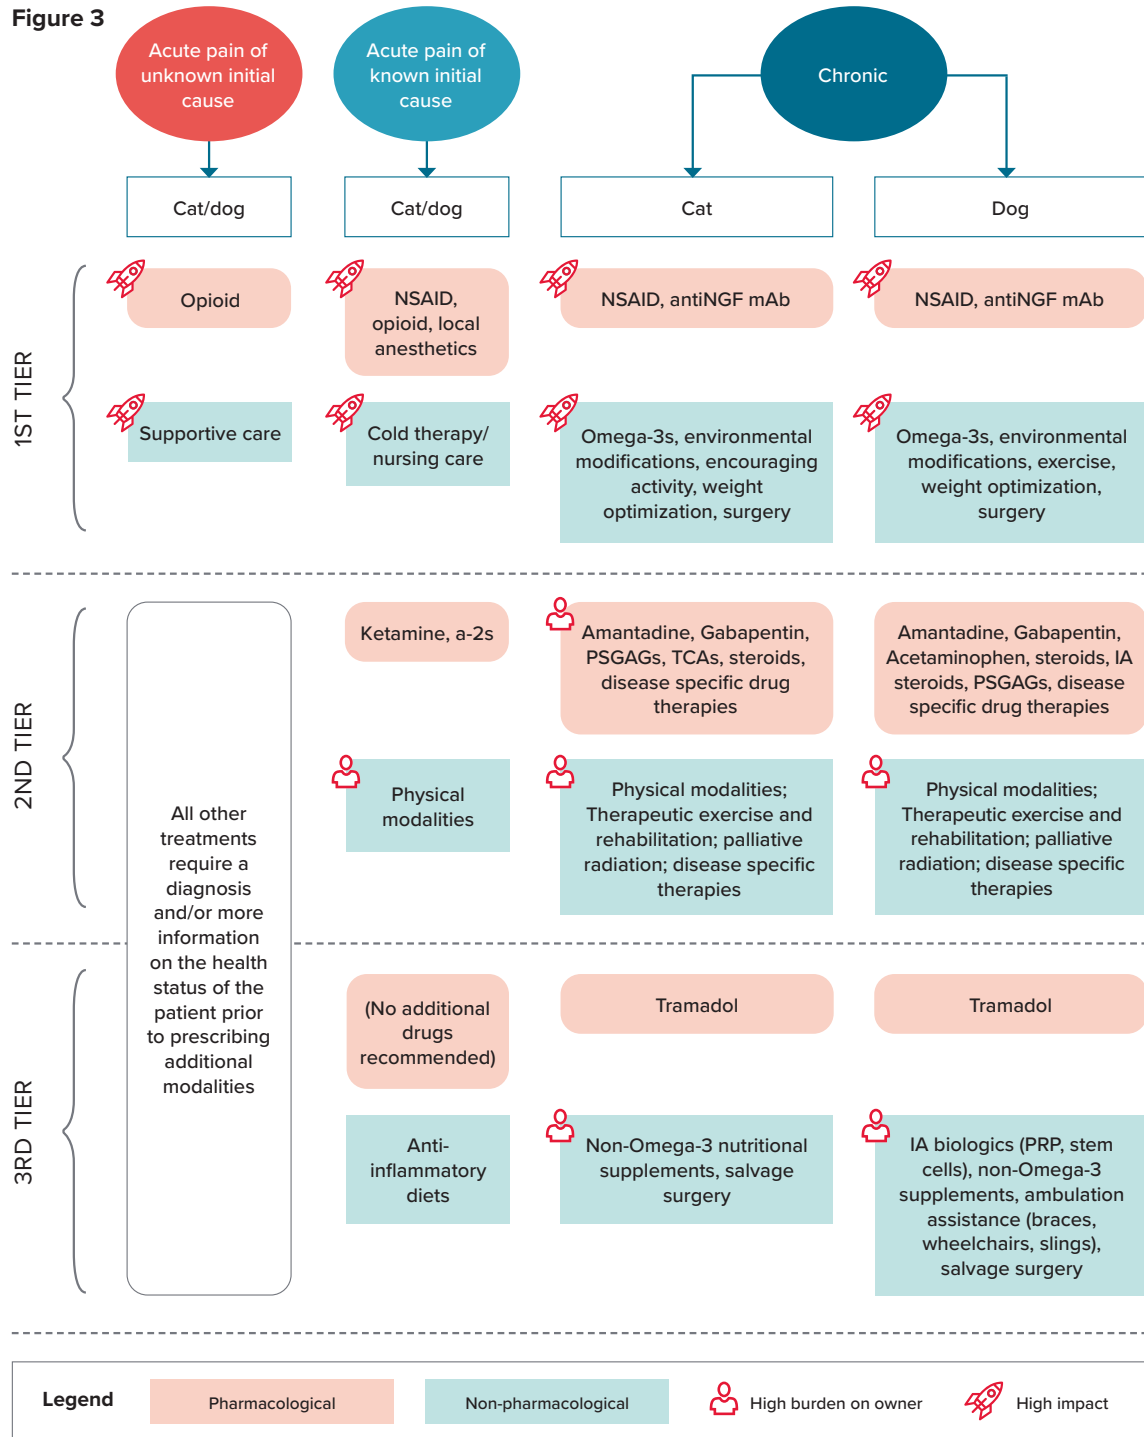 Figure 3
Acute pain of
unknown initial
cause
Acute pain of
known initial
cause
Chronic
Cat/dog
Cat/dog
Cat
Dog
1ST TIER
Opioid
NSAID,
opioid, local
anesthetics
NSAID, antiNGF mAb
NSAID, antiNGF mAb
Supportive care
Cold therapy/
nursing care
Omega-3s, environmental
modifications, encouraging
activity, weight
optimization, surgery
Omega-3s, environmental
modifications, exercise,
weight optimization,
surgery
2ND TIER
All other
treatments
require a
diagnosis
and/or more
information
on the health
status of the
patient prior
to prescribing
additional
modalities
Ketamine, a-2s
Amantadine, Gabapentin,
PSGAGs, TCAs, steroids,
disease specific drug
therapies
Amantadine, Gabapentin,
Acetaminophen, steroids, IA
steroids, PSGAGs, disease
specific drug therapies
Physical
modalities
Physical modalities;
Therapeutic exercise and
rehabilitation; palliative
radiation; disease specific
therapies
Physical modalities;
Therapeutic exercise and
rehabilitation; palliative
radiation; disease specific
therapies
3RD TIER
(No additional
drugs
recommended)
Tramadol
Tramadol
Anti-
inflammatory
diets
Non-Omega-3 nutritional
supplements, salvage
surgery
IA biologics (PRP, stem
cells), non-Omega-3
supplements, ambulation
assistance (braces,
wheelchairs, slings),
salvage surgery
Legend
Pharmacological
Non-pharmacological
High burden on owner
High impact